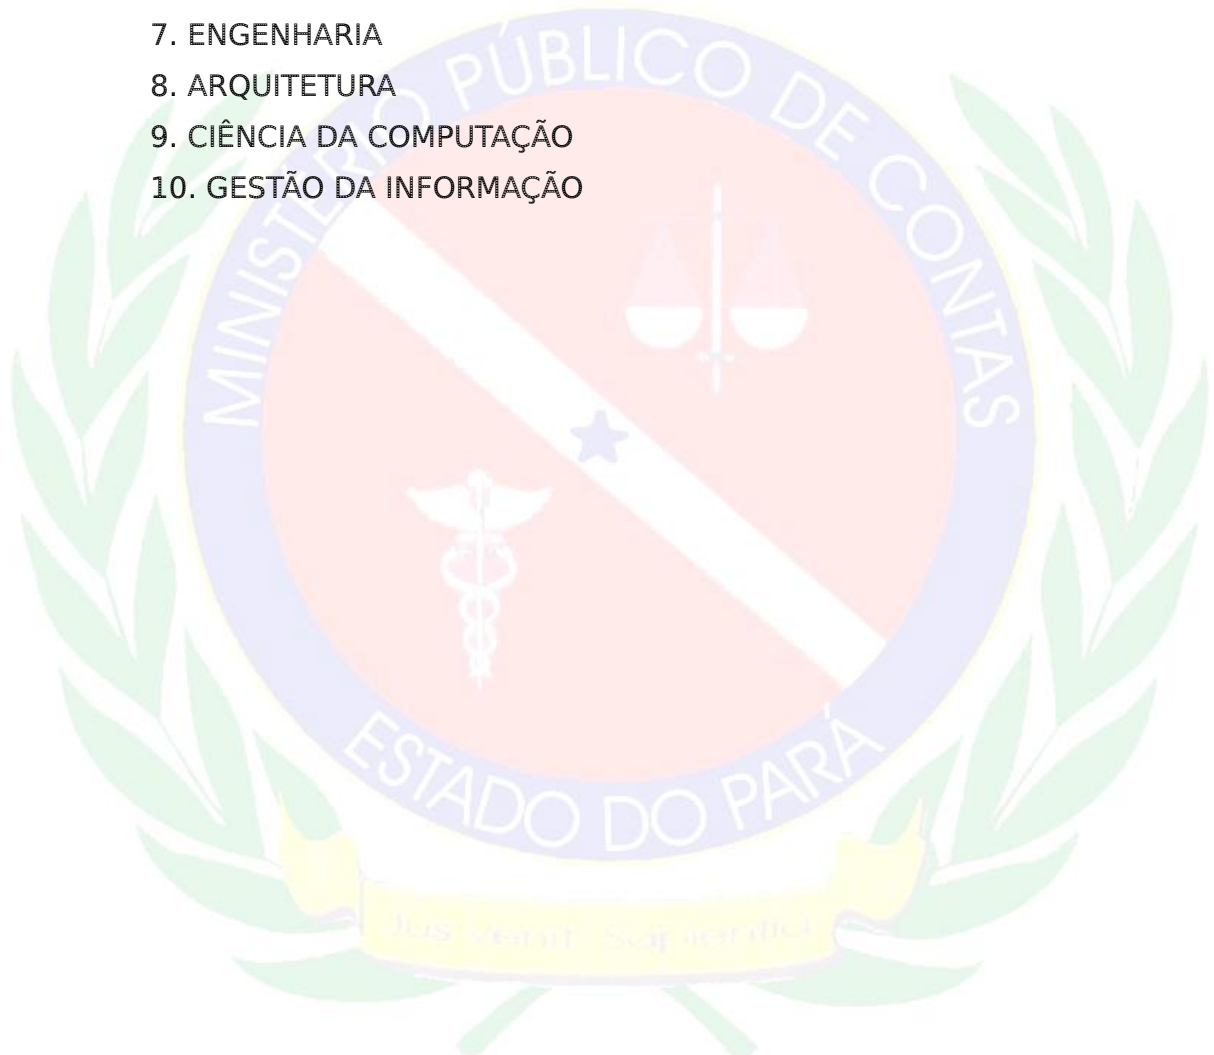 7. ENGENHARIA
8. ARQUITETURA
9. CIÊNCIA DA COMPUTAÇÃO
10. GESTÃO DA INFORMAÇÃO
MINISTÉRIO PÚBLICO DE CONTAS
ESTADO DO PARÁ